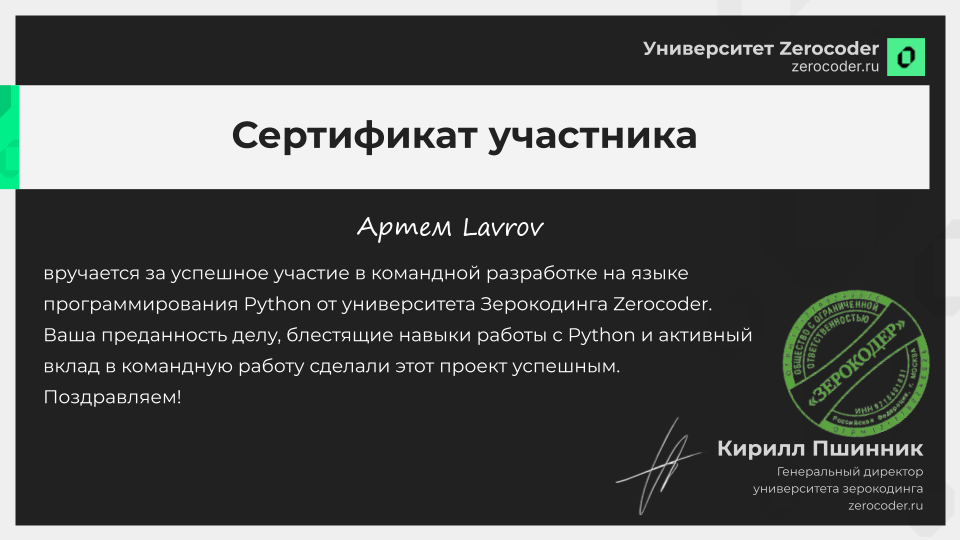 Университет Zerocoder
zerocoder.ru
Сертификат участника
Артем Lavrov
вручается за успешное участие в командной разработке на языке
программирования Python от университета Зерокодинга Zerocoder.
Ваша преданность делу, блестящие навыки работы с Python и активный
вклад в командную работу сделали этот проект успешным.
Поздравляем!
ОБЩЕСТВО С ОГРАНИЧЕННОЙ
ОТВЕТСТВЕННОСТЬЮ
«ЗЕРОКОДЕР»
ИНН
Российская Федерация г. МОСКВА
Кирилл Пшинник
Генеральный директор
университета зерокодинга
zerocoder.ru